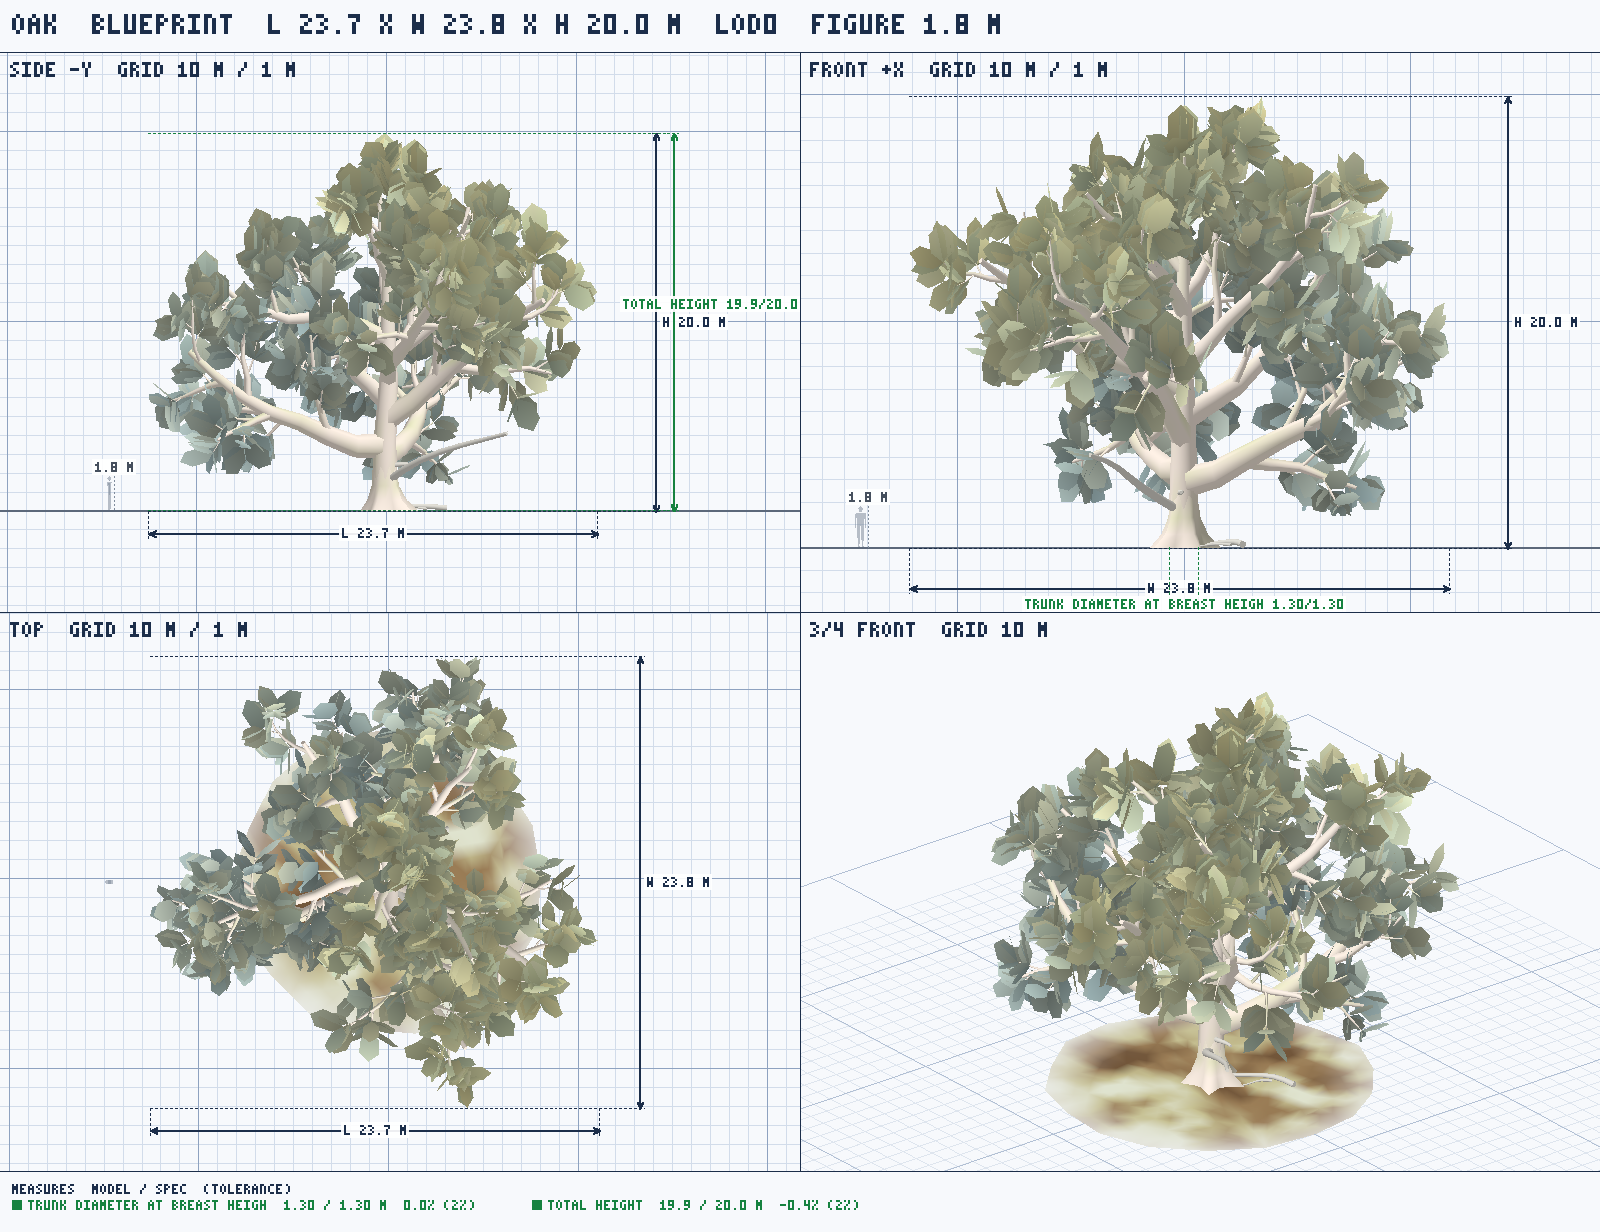 OAK BLUEPRINT L 23.7 X W 23.8 X H 20.0 M LOD0 FIGURE 1.8 M
SIDE -Y GRID 10 M / 1 M
TOTAL HEIGHT 19.9/20.0
H 20.0 M
1.8 M
L 23.7 M
FRONT +X GRID 10 M / 1 M
H 20.0 M
1.8 M
W 23.8 M
TRUNK DIAMETER AT BREAST HEIGH 1.30/1.30
TOP GRID 10 M / 1 M
W 23.8 M
L 23.7 M
3/4 FRONT GRID 10 M
MEASURES MODEL / SPEC (TOLERANCE)
TRUNK DIAMETER AT BREAST HEIGH 1.30 / 1.30 M 0.0% (2%) TOTAL HEIGHT 19.9 / 20.0 M -0.4% (2%)